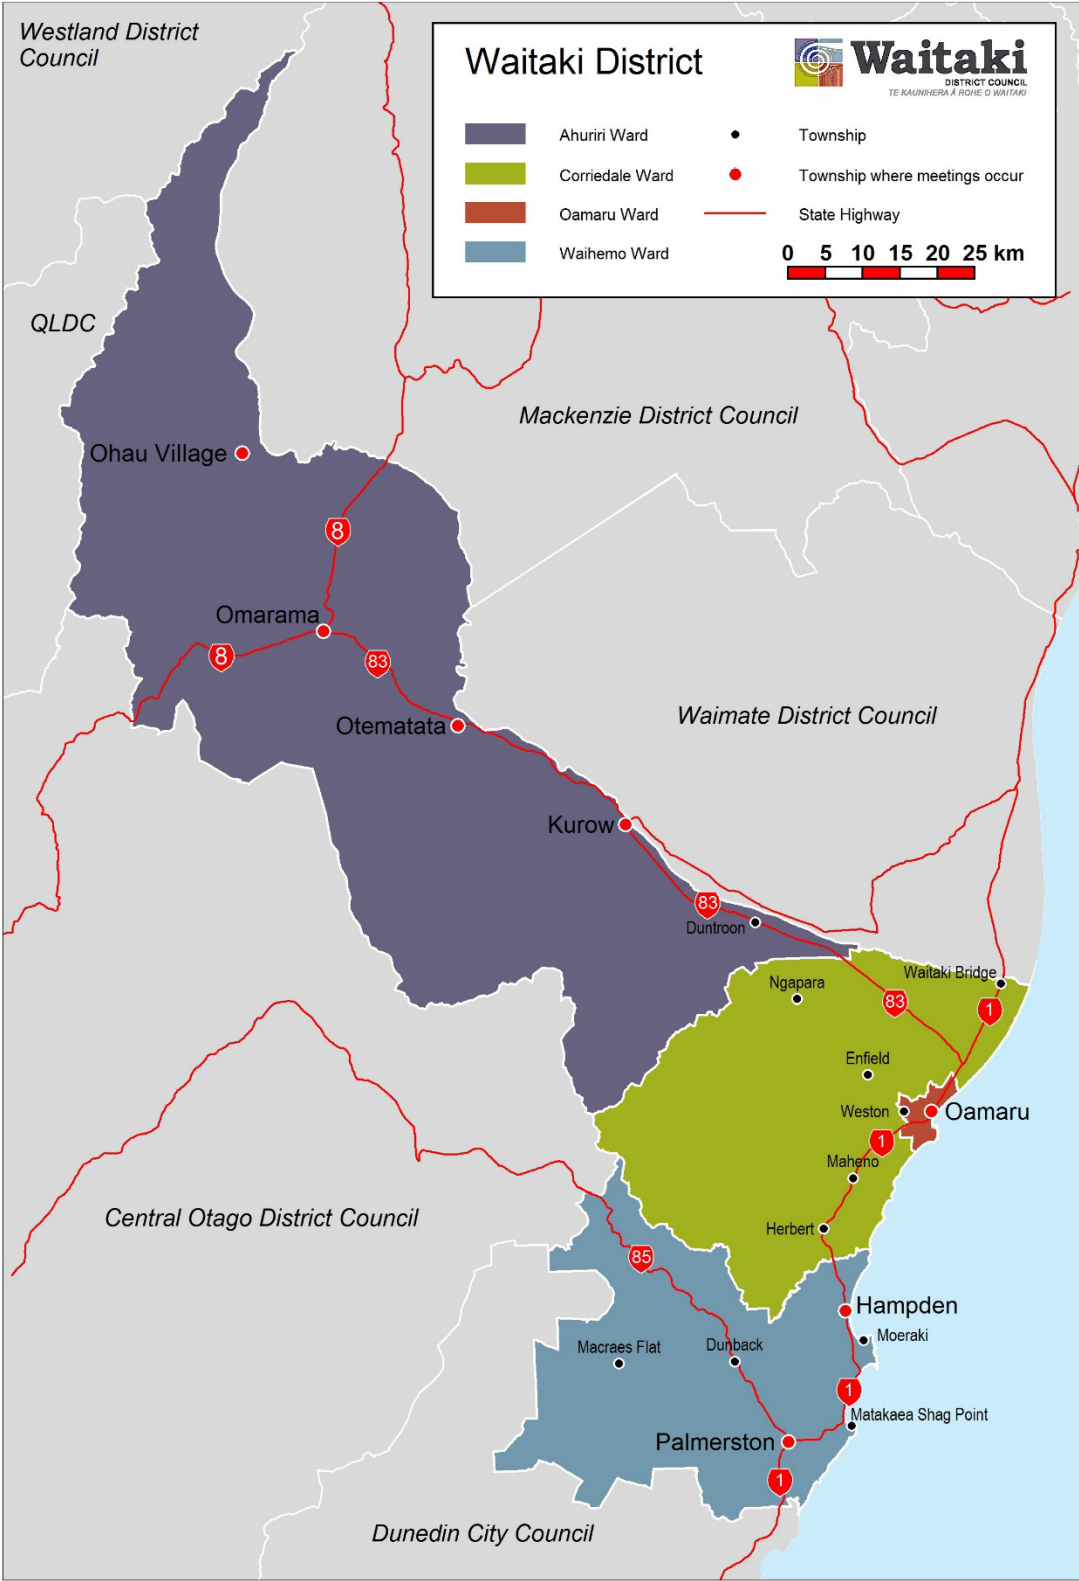 Westland District
Council
Waitaki District
Waitaki
DISTRICT COUNCIL
TE KAUNIHERA Ā ROHE O WAITAKI
Ahuriri Ward
Township
Corriedale Ward
Township where meetings occur
Oamaru Ward
State Highway
Waihemo Ward
0 5 10 15 20 25 km
QLDC
Mackenzie District Council
Ohau Village
8
Omarama
8
83
Waimate District Council
Otematata
Kurow
83
Duntroon
Waitaki Bridge
Ngapara
83
1
Enfield
Weston
Oamaru
1
Maheno
Central Otago District Council
Herbert
85
Hampden
Moeraki
Macraes Flat
Dunback
1
Matakaea Shag Point
Palmerston
1
Dunedin City Council